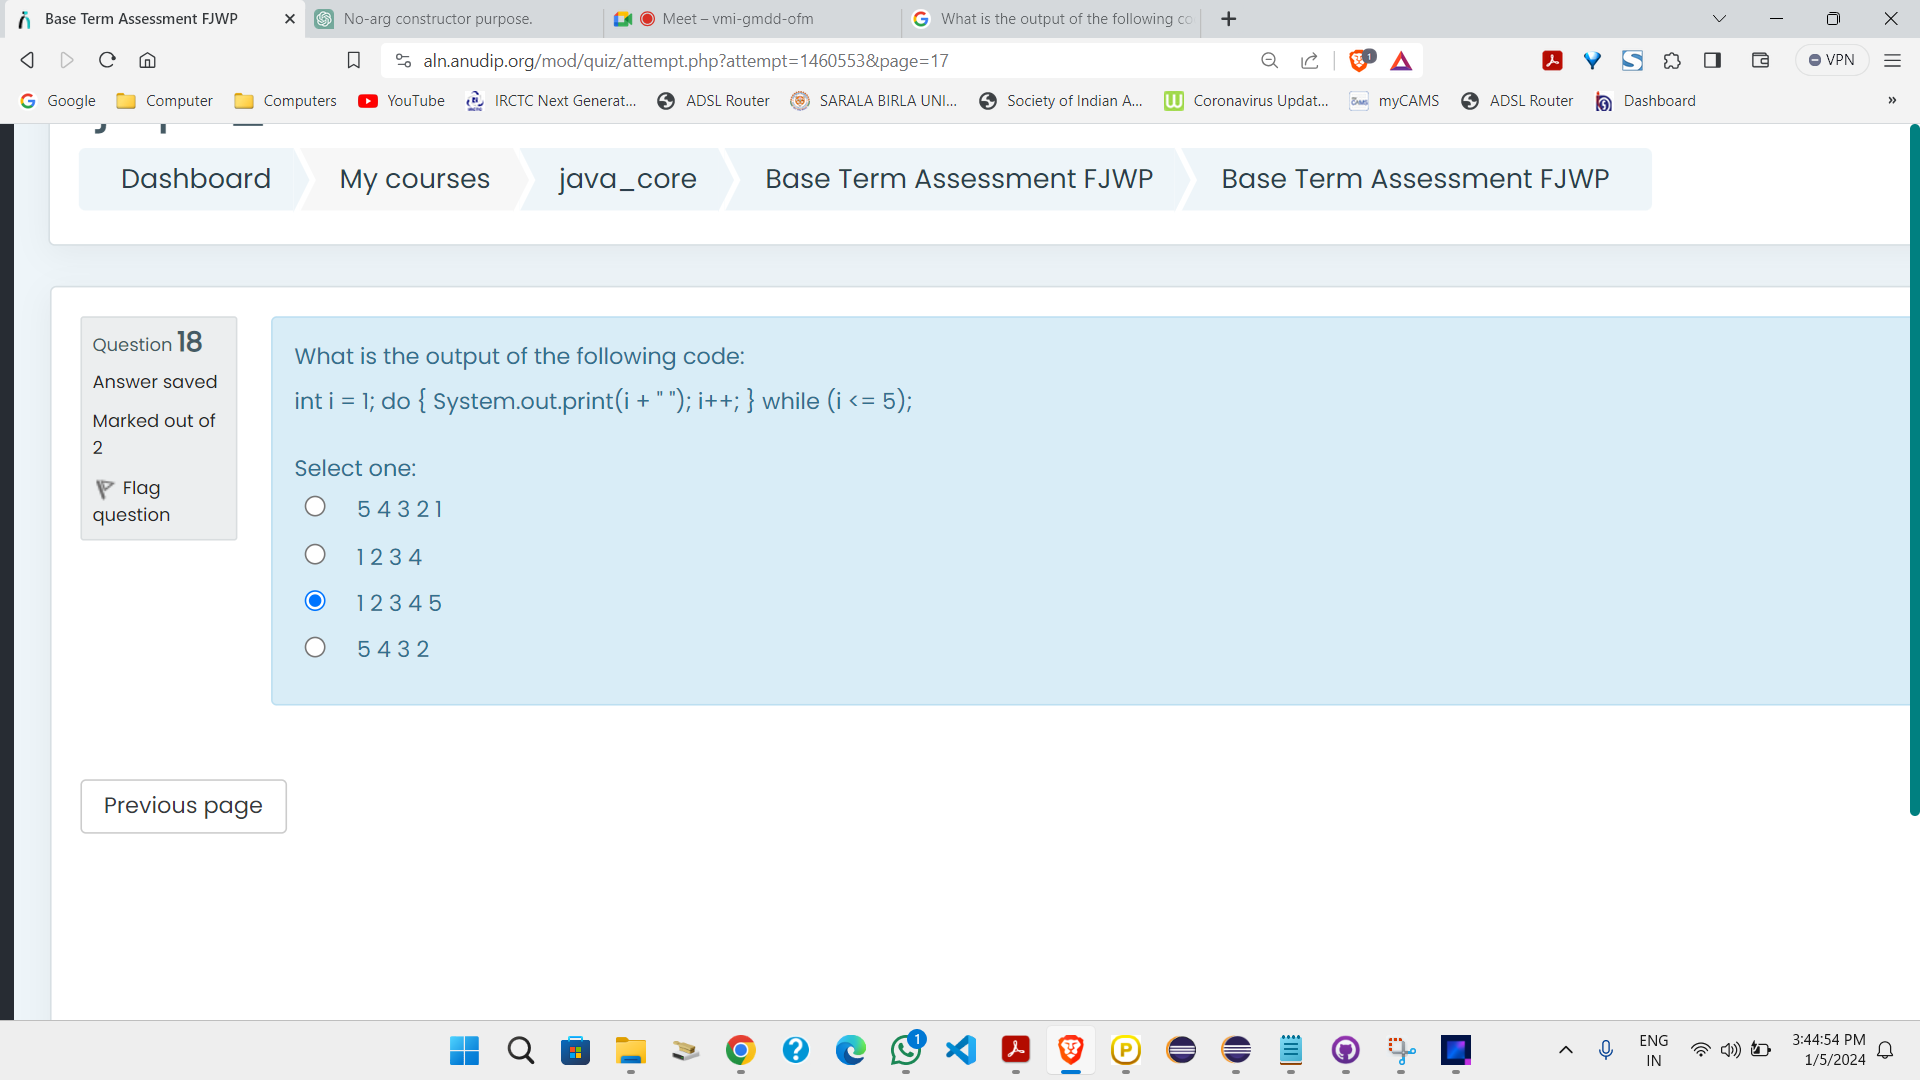 Base Term Assessment FJWP
No-arg constructor purpose.
Meet – vmi-gmdd-ofm
What is the output of the following co
aln.anudip.org/mod/quiz/attempt.php?attempt=1460553&page=17
1
VPN
Google
Computer
Computers
YouTube
IRCTC Next Generat...
ADSL Router
SARALA BIRLA UNI...
Society of Indian A...
Coronavirus Updat...
myCAMS
ADSL Router
Dashboard
»
Dashboard
My courses
java_core
Base Term Assessment FJWP
Base Term Assessment FJWP
Question 18
Answer saved
Marked out of
2
Flag
question
What is the output of the following code:
int i = 1; do { System.out.print(i + " "); i++; } while (i <= 5);
Select one:
5 4 3 2 1
1 2 3 4
1 2 3 4 5
5 4 3 2
Previous page
1
ENG
IN
3:44:54 PM
1/5/2024